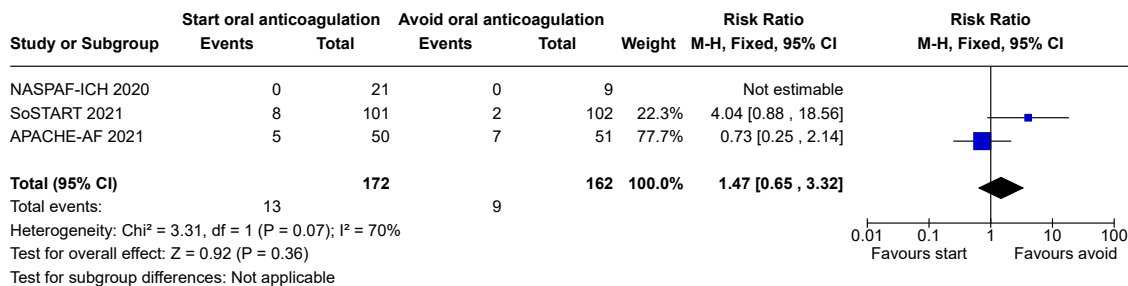 Start oral anticoagulation Avoid oral anticoagulation Risk Ratio Risk Ratio
Study or Subgroup Events Total Events Total Weight M-H, Fixed, 95% CI M-H, Fixed, 95% CI
NASPAF-ICH 2020 0 21 0 9 Not estimable
SoSTART 2021 8 101 2 102 22.3% 4.04 [0.88 , 18.56]
APACHE-AF 2021 5 50 7 51 77.7% 0.73 [0.25 , 2.14]
Total (95% CI) 172 162 100.0% 1.47 [0.65 , 3.32]
Total events: 13 9
Heterogeneity: Chi² = 3.31, df = 1 (P = 0.07); I² = 70%
0.01 0.1 1 10 100
Test for overall effect: Z = 0.92 (P = 0.36) Favours start Favours avoid
Test for subgroup differences: Not applicable